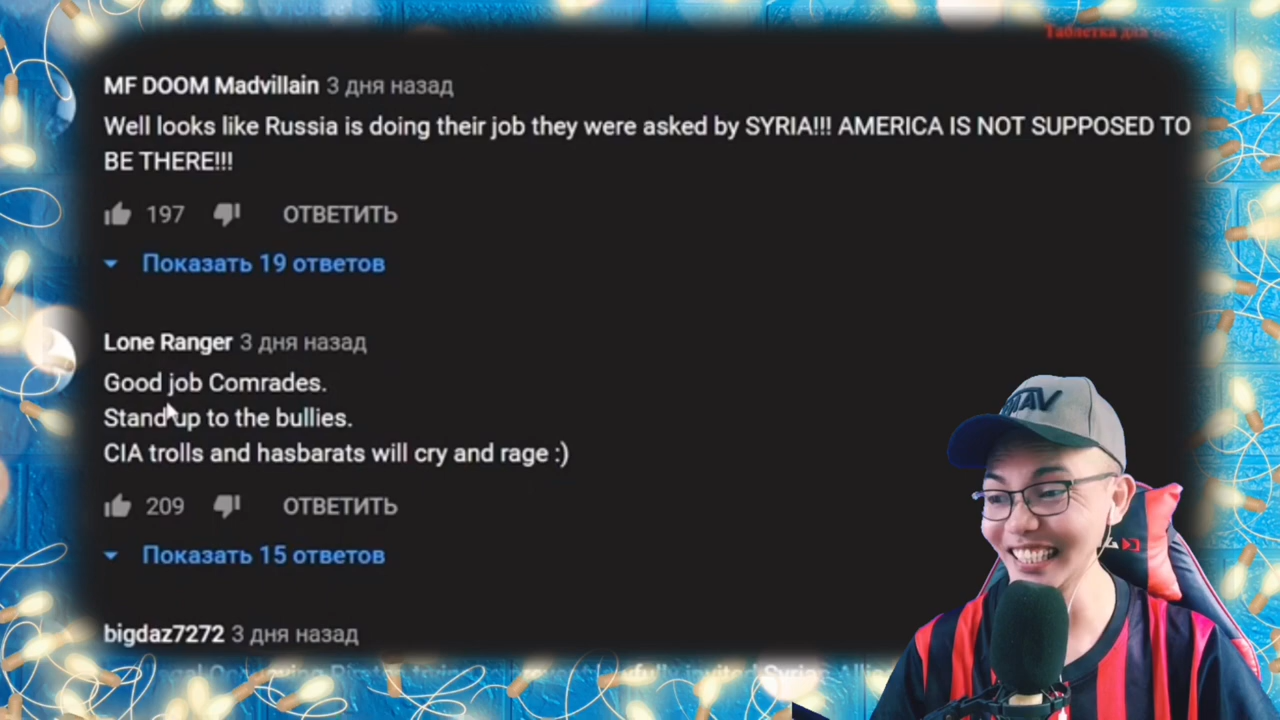 Таблетка для
MF DOOM Madvillain 3 дня назад
Well looks like Russia is doing their job they were asked by SYRIA!!! AMERICA IS NOT SUPPOSED TO
BE THERE!!!
197 ОТВЕТИТЬ
Показать 19 ответов
Lone Ranger 3 дня назад
Good job Comrades.
Stand up to the bullies.
CIA trolls and hasbarats will cry and rage :)
209 ОТВЕТИТЬ
Показать 15 ответов
bigdaz7272 3 дня назад